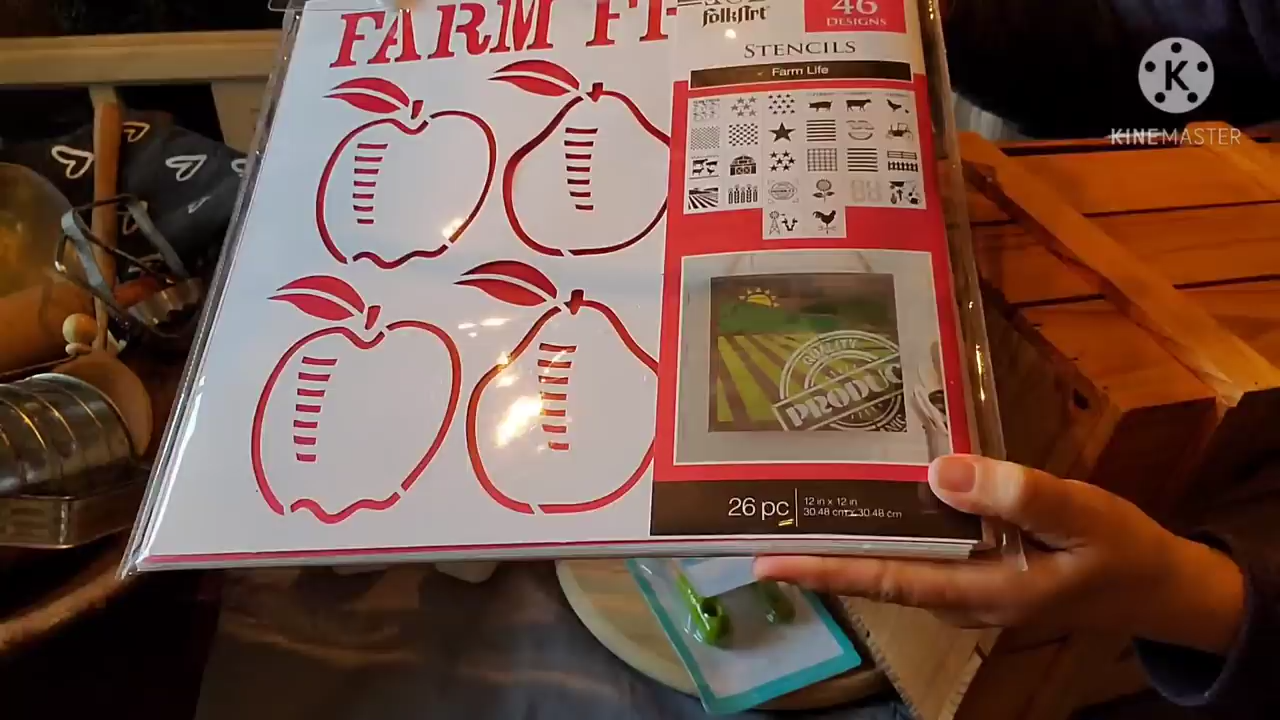 FARM
folkArt
46
DESIGNS
STENCILS
Farm Life
QUALITY
PRODUC
26 pc
12 in x 12 in
30.48 cm x 30.48 cm
KINEMASTER